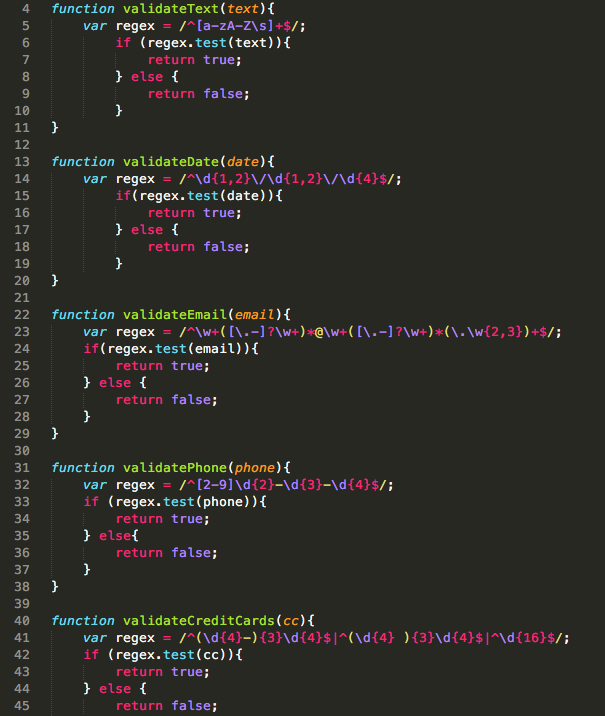 4 function validateText(text){
5     var regex = /^[a-zA-Z\s]+$/;
6         if (regex.test(text)){
7             return true;
8         } else {
9             return false;
10         }
11 }
12
13 function validateDate(date){
14     var regex = /^\d{1,2}\/\d{1,2}\/\d{4}$/;
15         if(regex.test(date)){
16             return true;
17         } else {
18             return false;
19         }
20 }
21
22 function validateEmail(email){
23     var regex = /^\w+([\.-]?\w+)*@\w+([\.-]?\w+)*(\.\w{2,3})+$/;
24     if(regex.test(email)){
25         return true;
26     } else {
27         return false;
28     }
29 }
30
31 function validatePhone(phone){
32     var regex = /^[2-9]\d{2}-\d{3}-\d{4}$/;
33     if (regex.test(phone)){
34         return true;
35     } else{
36         return false;
37     }
38 }
39
40 function validateCreditCards(cc){
41     var regex = /^(\d{4}-){3}\d{4}$|^(\d{4} ){3}\d{4}$|^\d{16}$/;
42     if (regex.test(cc)){
43         return true;
44     } else {
45         return false;